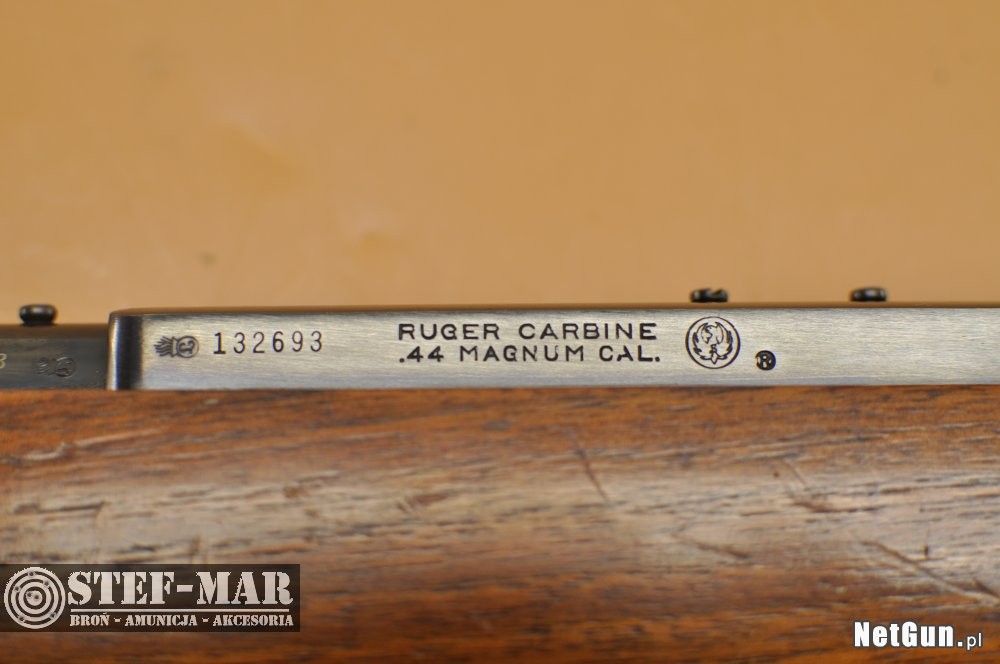 132693
RUGER CARBINE
.44 MAGNUM CAL.
®
STEF-MAR
BROŃ - AMUNICJA - AKCESORIA
NetGun.pl